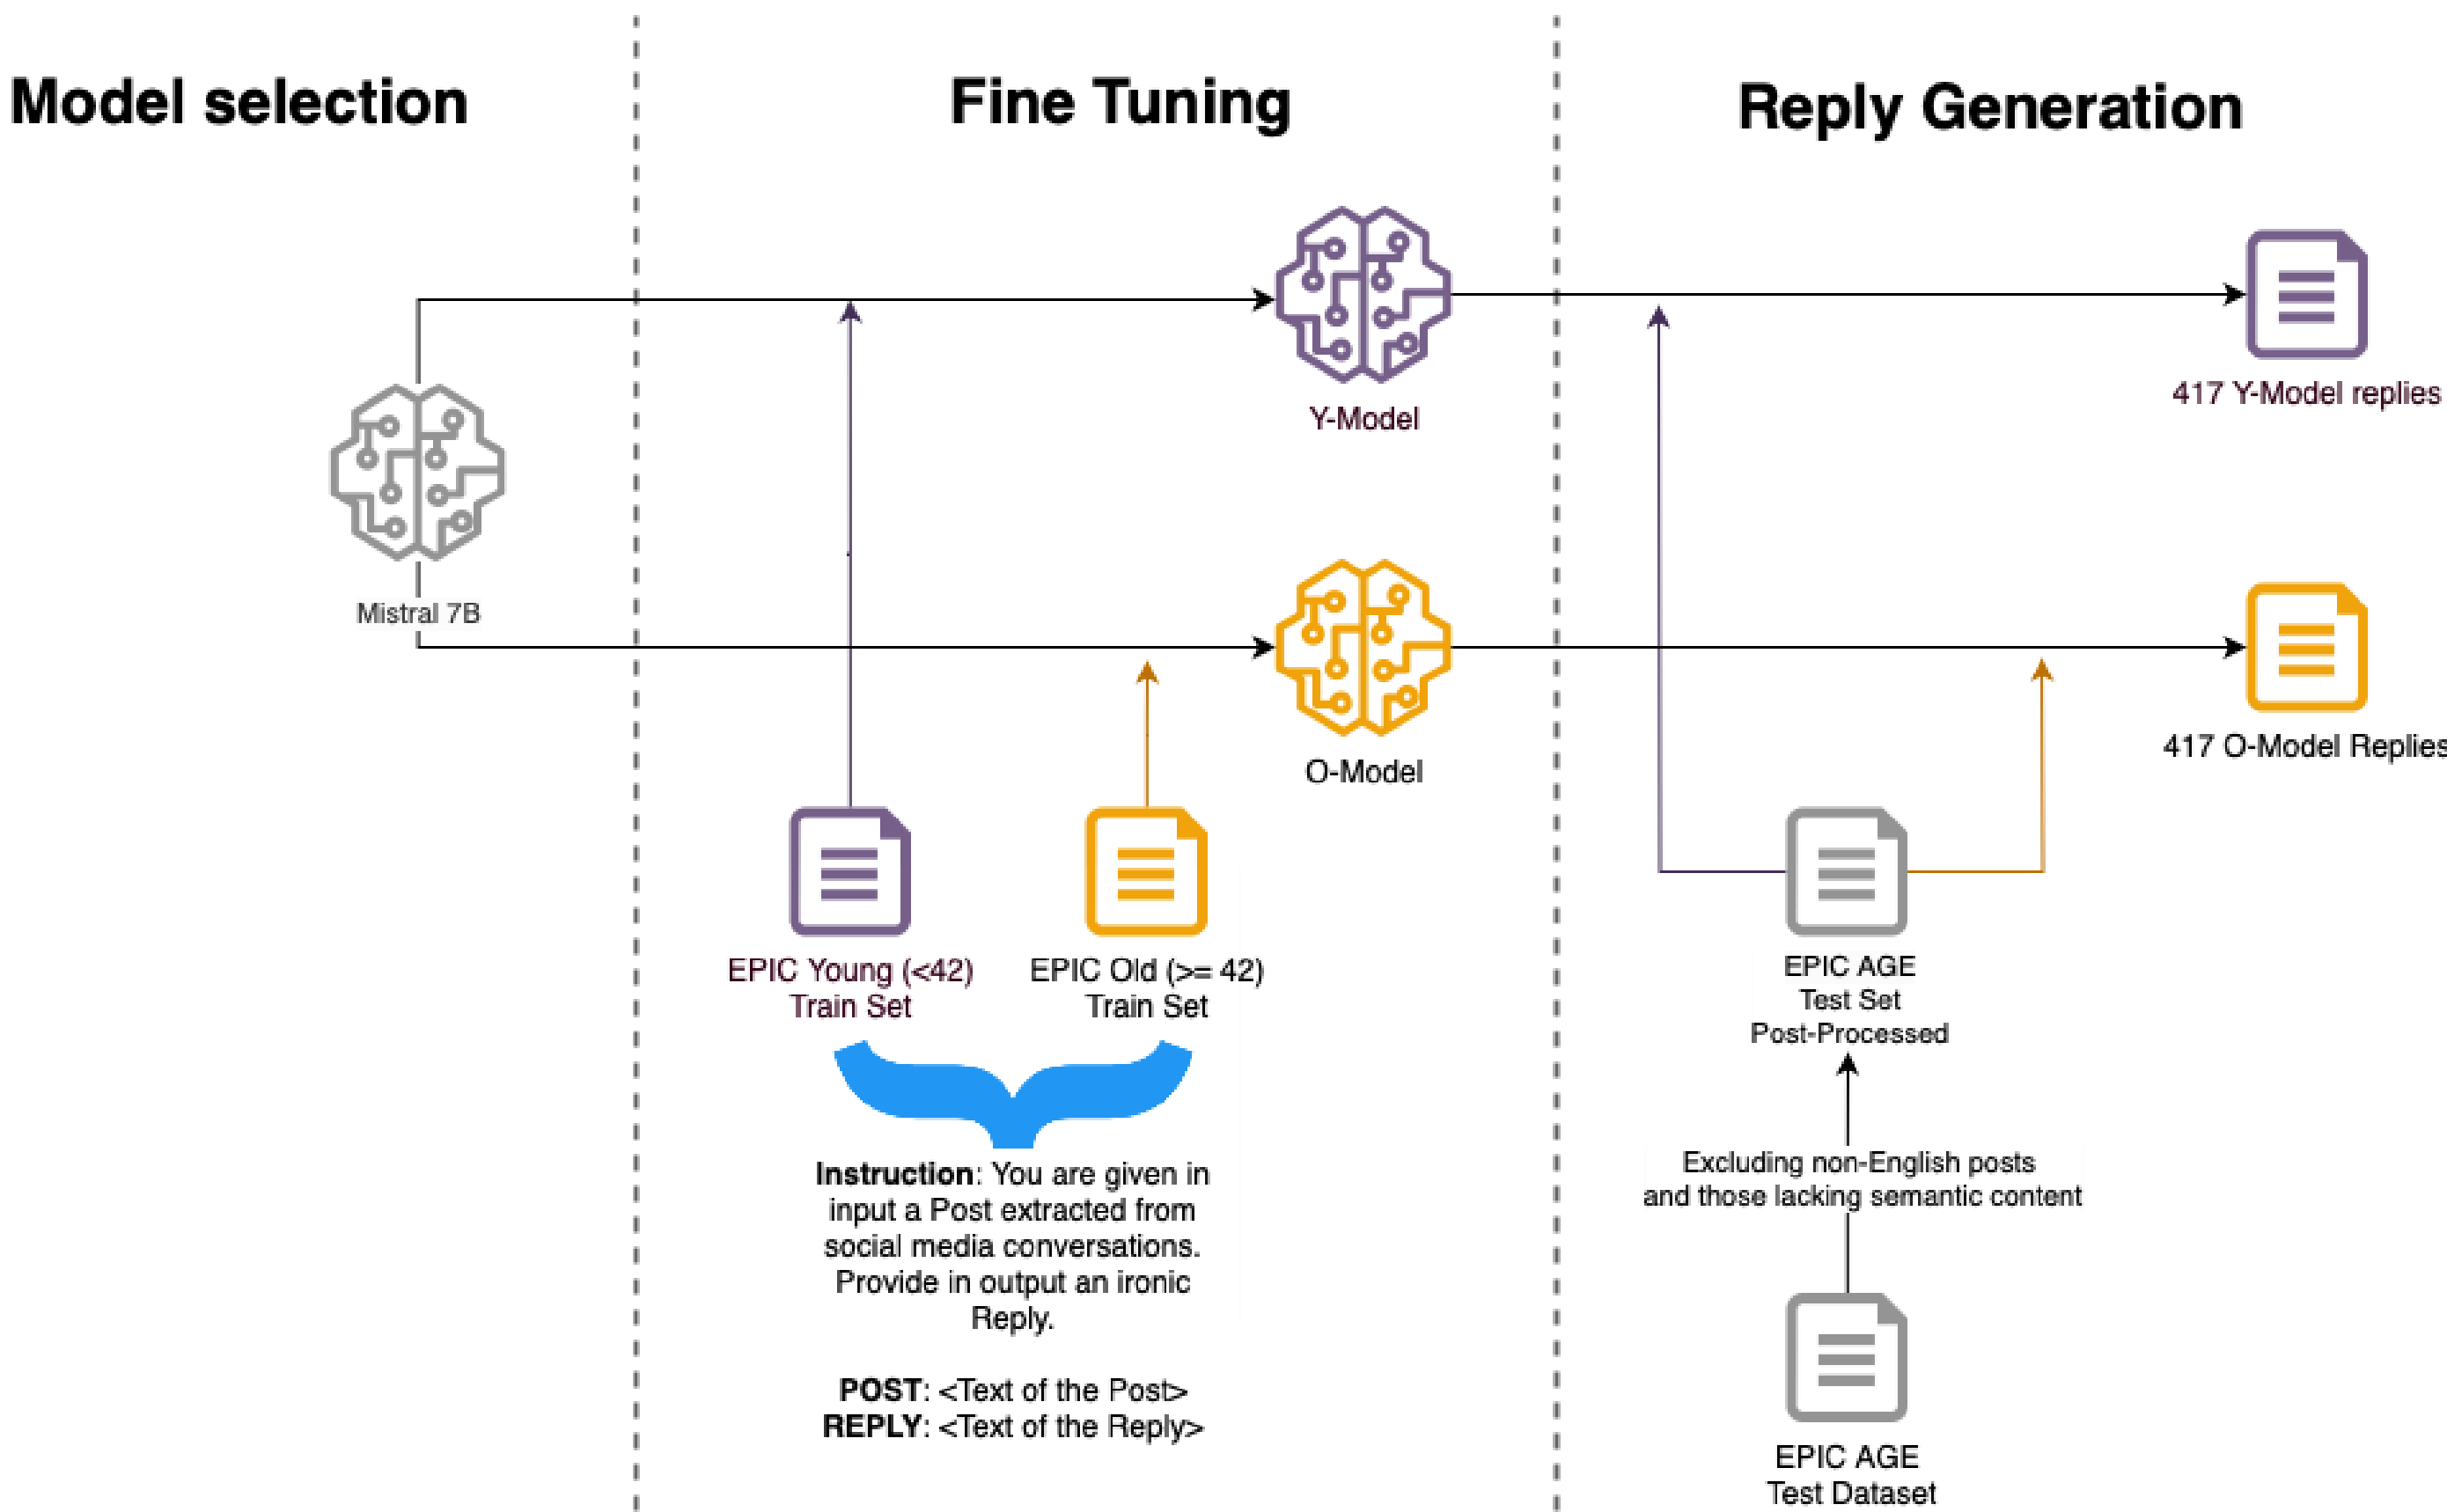 Model selection
Fine Tuning
Reply Generation
Mistral 7B
Y-Model
O-Model
417 Y-Model replies
417 O-Model Replies
EPIC Young (<42)
Train Set
EPIC Old (>= 42)
Train Set
Instruction: You are given in
input a Post extracted from
social media conversations.
Provide in output an ironic
Reply.
POST: <Text of the Post>
REPLY: <Text of the Reply>
EPIC AGE
Test Set
Post-Processed
Excluding non-English posts
and those lacking semantic content
EPIC AGE
Test Dataset